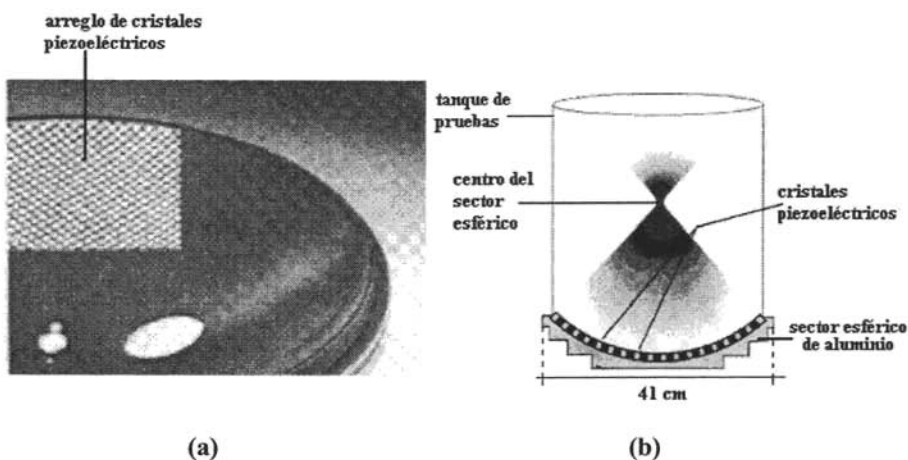 arreglo de cristales
piezoeléctricos
tanque de
pruebas
centro del
sector
esférico
cristales
piezoeléctricos
sector esférico
de aluminio
41 cm
(a)
(b)